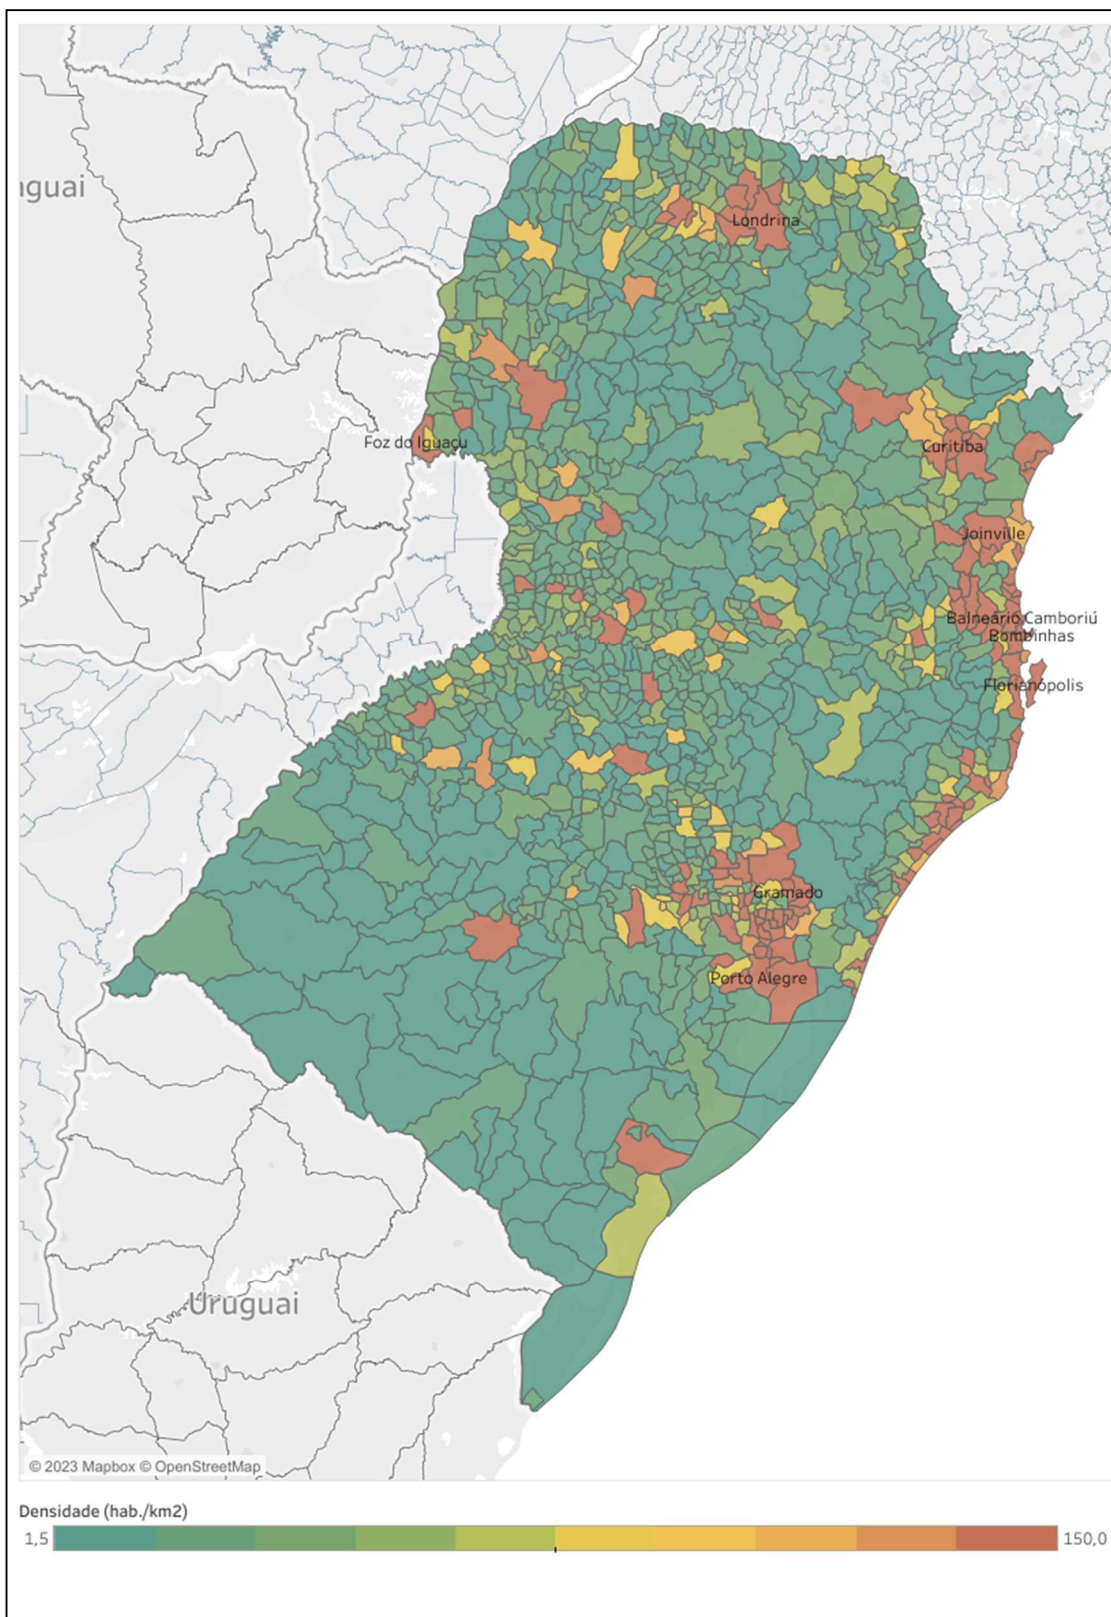 aguai
Londrina
Foz do Iguaçu
Curitiba
Joinville
Balneário Camboriú
Bombinhas
Florianópolis
Gramado
Porto Alegre
Uruguai
© 2023 Mapbox © OpenStreetMap
Densidade (hab./km2)
1,5
150,0